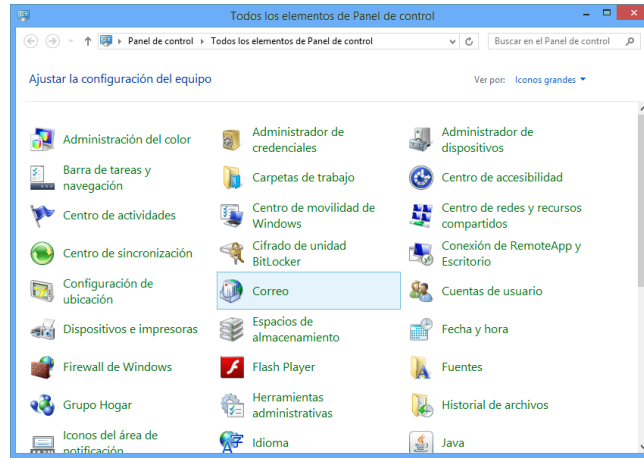 Todos los elementos de Panel de control
Panel de control Todos los elementos de Panel de control
Buscar en el Panel de control
Ajustar la configuración del equipo
Ver por: Iconos grandes
Administración del color
Administrador de
credenciales
Administrador de
dispositivos
Barra de tareas y
navegación
Carpetas de trabajo
Centro de accesibilidad
Centro de actividades
Centro de movilidad de
Windows
Centro de redes y recursos
compartidos
Centro de sincronización
Cifrado de unidad
BitLocker
Conexión de RemoteApp y
Escritorio
Configuración de
ubicación
Correo
Cuentas de usuario
Dispositivos e impresoras
Espacios de
almacenamiento
Fecha y hora
Firewall de Windows
Flash Player
Fuentes
Grupo Hogar
Herramientas
administrativas
Historial de archivos
Iconos del área de
notificación
Idioma
Java